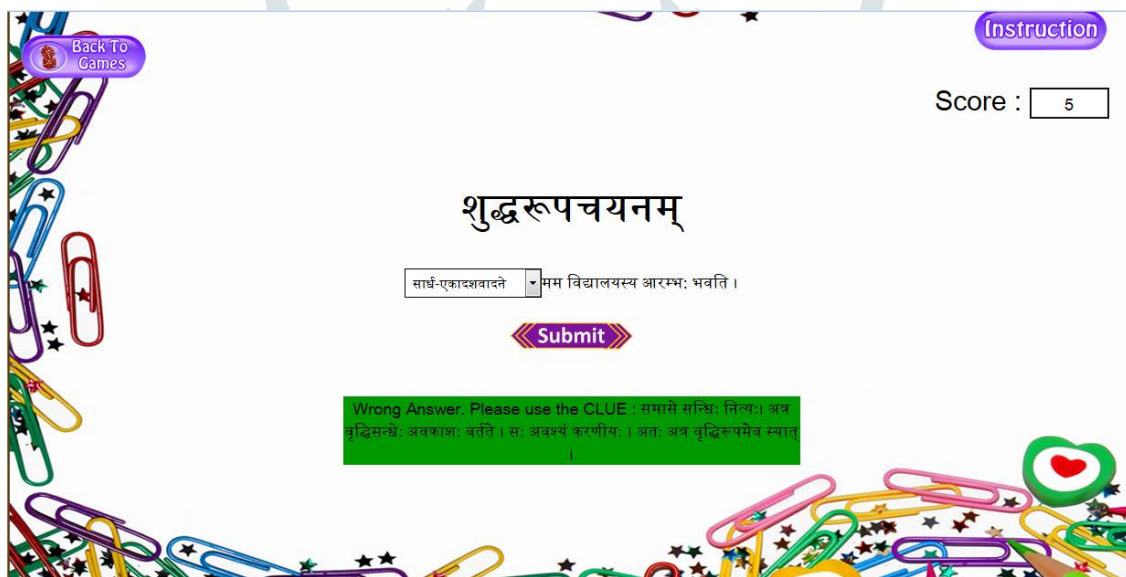 Back To
Games
Instruction
Score : 5
शुद्धरूपचयनम्
सार्ध-एकादशवादने मम विद्यालयस्य आरम्भ: भवति ।
Submit
Wrong Answer. Please use the CLUE : समासे सन्धिः नित्यः। अत्र
वृद्धिसन्धेः अवकाशः वर्तते । सः अवश्यं करणीयः । अतः अत्र वृद्धिरूपमेव स्यात्
।